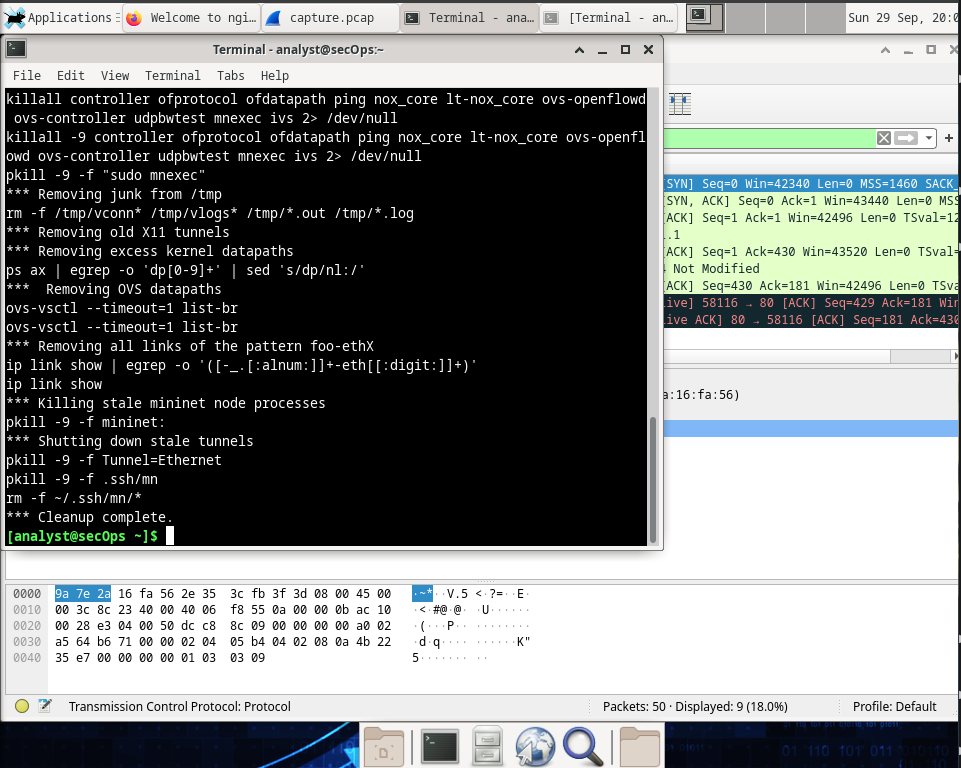 Applications
Welcome to ngi...
capture.pcap
Terminal - ana...
[Terminal - an...
Sun 29 Sep, 20:0
Terminal - analyst@secOps:~
File Edit View Terminal Tabs Help
killall controller ofprotocol ofdatapath ping nox_core lt-nox_core ovs-openflowd
ovs-controller udpbwtest mnexec ivs 2> /dev/null
killall -9 controller ofprotocol ofdatapath ping nox_core lt-nox_core ovs-openfl
owd ovs-controller udpbwtest mnexec ivs 2> /dev/null
pkill -9 -f "sudo mnexec"
*** Removing junk from /tmp
rm -f /tmp/vconn* /tmp/vlogs* /tmp/*.out /tmp/*.log
*** Removing old X11 tunnels
*** Removing excess kernel datapaths
ps ax | egrep -o 'dp[0-9]+' | sed 's/dp/nl:/'
***  Removing OVS datapaths
ovs-vsctl --timeout=1 list-br
ovs-vsctl --timeout=1 list-br
*** Removing all links of the pattern foo-ethX
ip link show | egrep -o '([-_.[:alnum:]]+-eth[[:digit:]]+)'
ip link show
*** Killing stale mininet node processes
pkill -9 -f mininet:
*** Shutting down stale tunnels
pkill -9 -f Tunnel=Ethernet
pkill -9 -f .ssh/mn
rm -f ~/.ssh/mn/*
*** Cleanup complete.
[analyst@secOps ~]$
[SYN] Seq=0 Win=42340 Len=0 MSS=1460 SACK_
[SYN, ACK] Seq=0 Ack=1 Win=43440 Len=0 MSS
[ACK] Seq=1 Ack=1 Win=42496 Len=0 TSval=12
.1
[ACK] Seq=1 Ack=430 Win=43520 Len=0 TSval=
Not Modified
[ACK] Seq=430 Ack=181 Win=42496 Len=0 TSva
ive] 58116 → 80 [ACK] Seq=429 Ack=181 Win
ive ACK] 80 → 58116 [ACK] Seq=181 Ack=430
a:16:fa:56)
0000 9a 7e 2a 16 fa 56 2e 35 3c fb 3f 3d 08 00 45 00 ·~*··V.5 <·?=··E·
0010 00 3c 8c 23 40 00 40 06 f8 55 0a 00 00 0b ac 10 ·<·#@·@· ·U······
0020 00 28 e3 04 00 50 dc c8 8c 09 00 00 00 00 a0 02 ·(···P·· ········
0030 a5 64 b6 71 00 00 02 04 05 b4 04 02 08 0a 4b 22 ·d·q···· ······K"
0040 35 e7 00 00 00 00 01 03 03 09 5······· ··
Transmission Control Protocol: Protocol
Packets: 50 · Displayed: 9 (18.0%)
Profile: Default